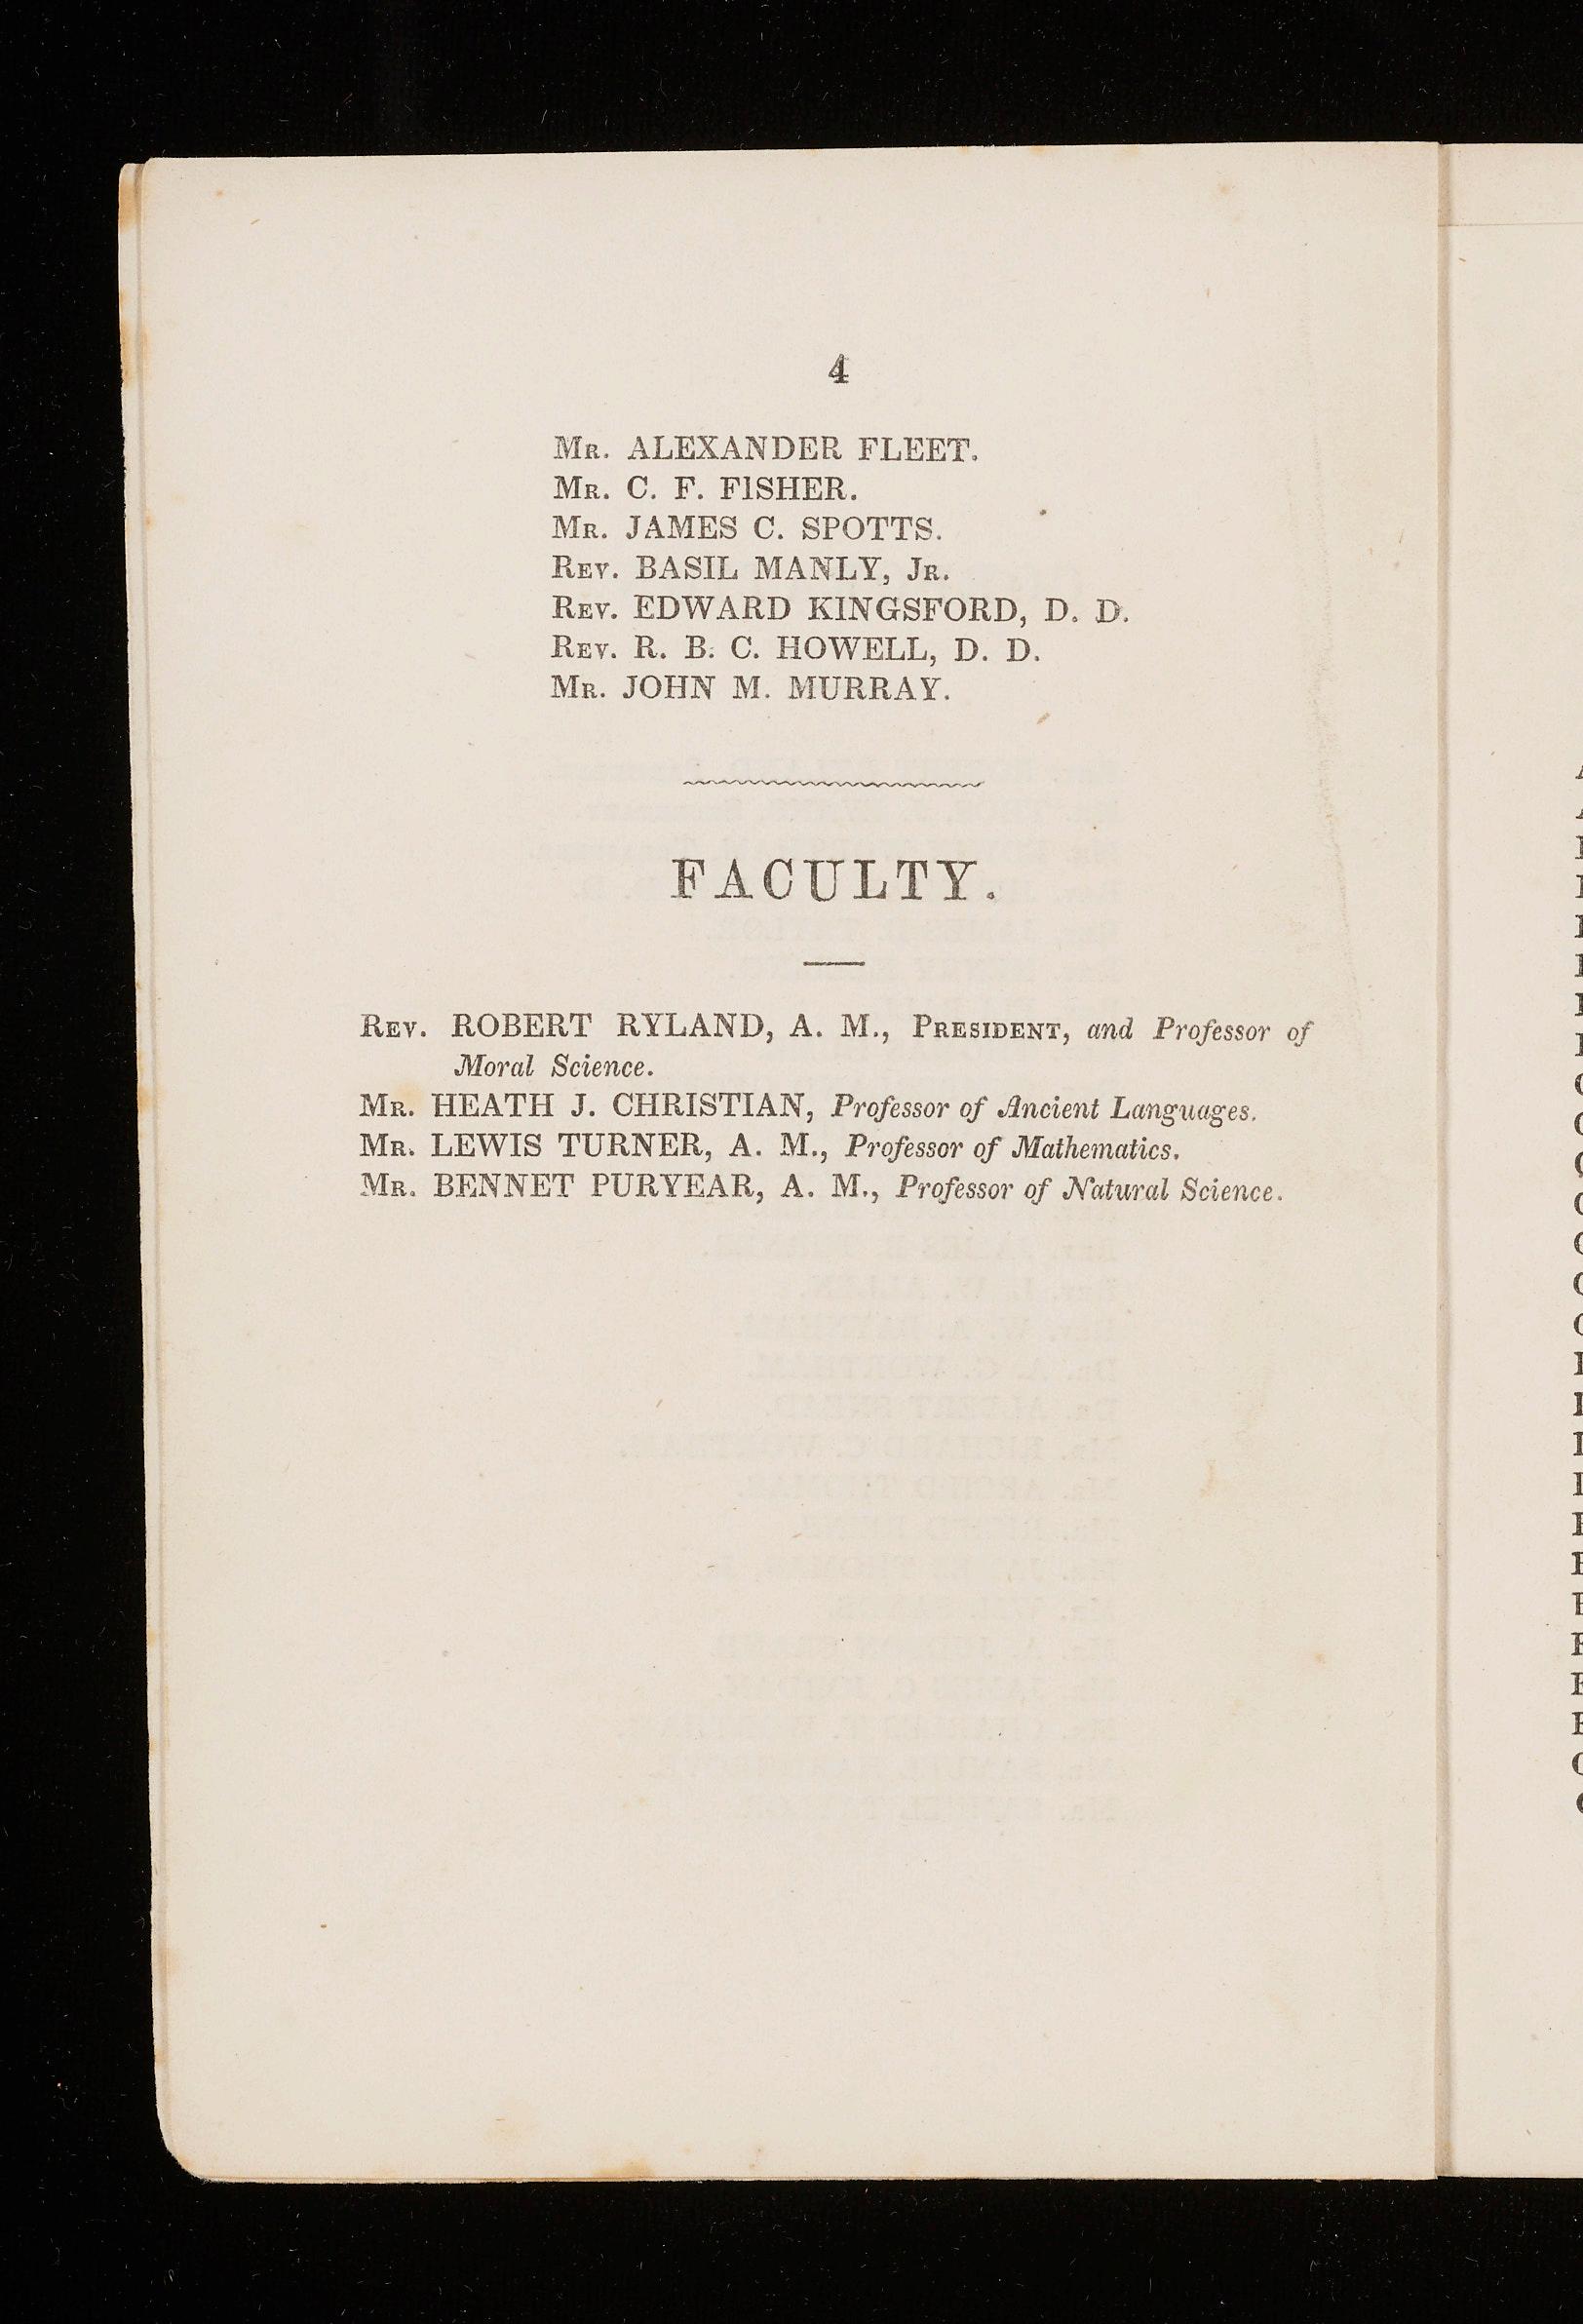 4
Mr. ALEXANDER FLEET.
Mr. C. F. F1SHER.
Mr. JAMES C. SPOTTS.
Rev. BASIL MANLY, Jr.
Rev. EDWARD KINGSFORD, D. D.
Rev. R. B. C. HOWELL, D. D.
Mr. JOHN M. MURRAY.
FACULTY.
Rev. ROBERT RYLAND, A. M., President, and Professor of
Moral Science.
Mr. HEATH J. CHRISTIAN, Professor of Ancient Languages.
Mr. LEWIS TURNER, A. M., Professor of Mathematics.
Mr. BENNET PURYEAR, A. M., Professor of Natural Science.